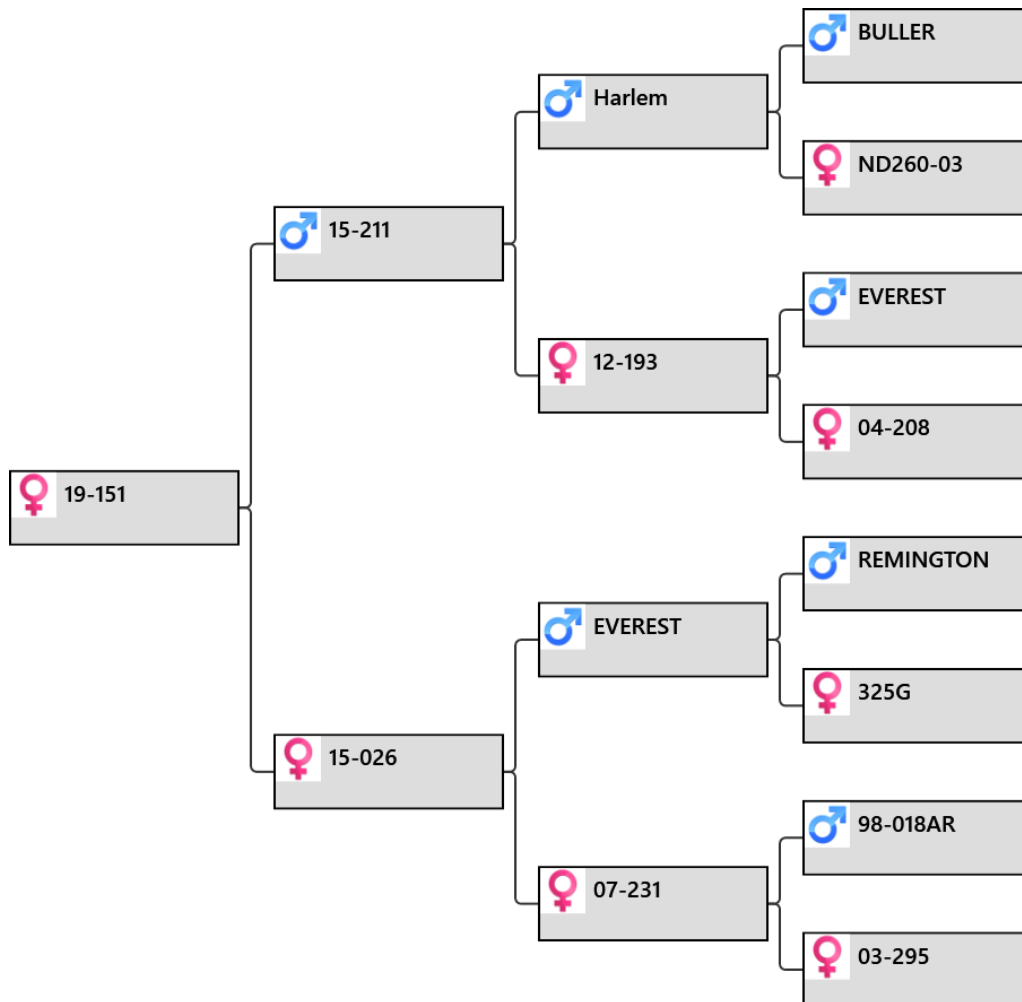 BULLER
Harlem
ND260-03
15-211
EVEREST
12-193
04-208
19-151
REMINGTON
EVEREST
325G
15-026
98-018AR
07-231
03-295